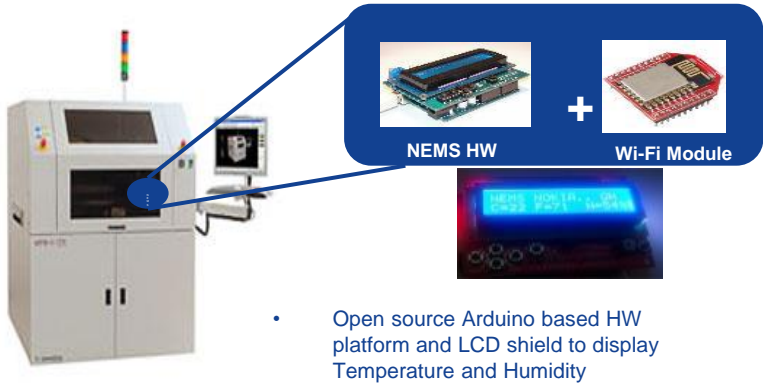 NEMS HW
+
Wi-Fi Module
NEMS NOKIA.. ON
C=22 F=71 H=54%
• Open source Arduino based HW
platform and LCD shield to display
Temperature and Humidity